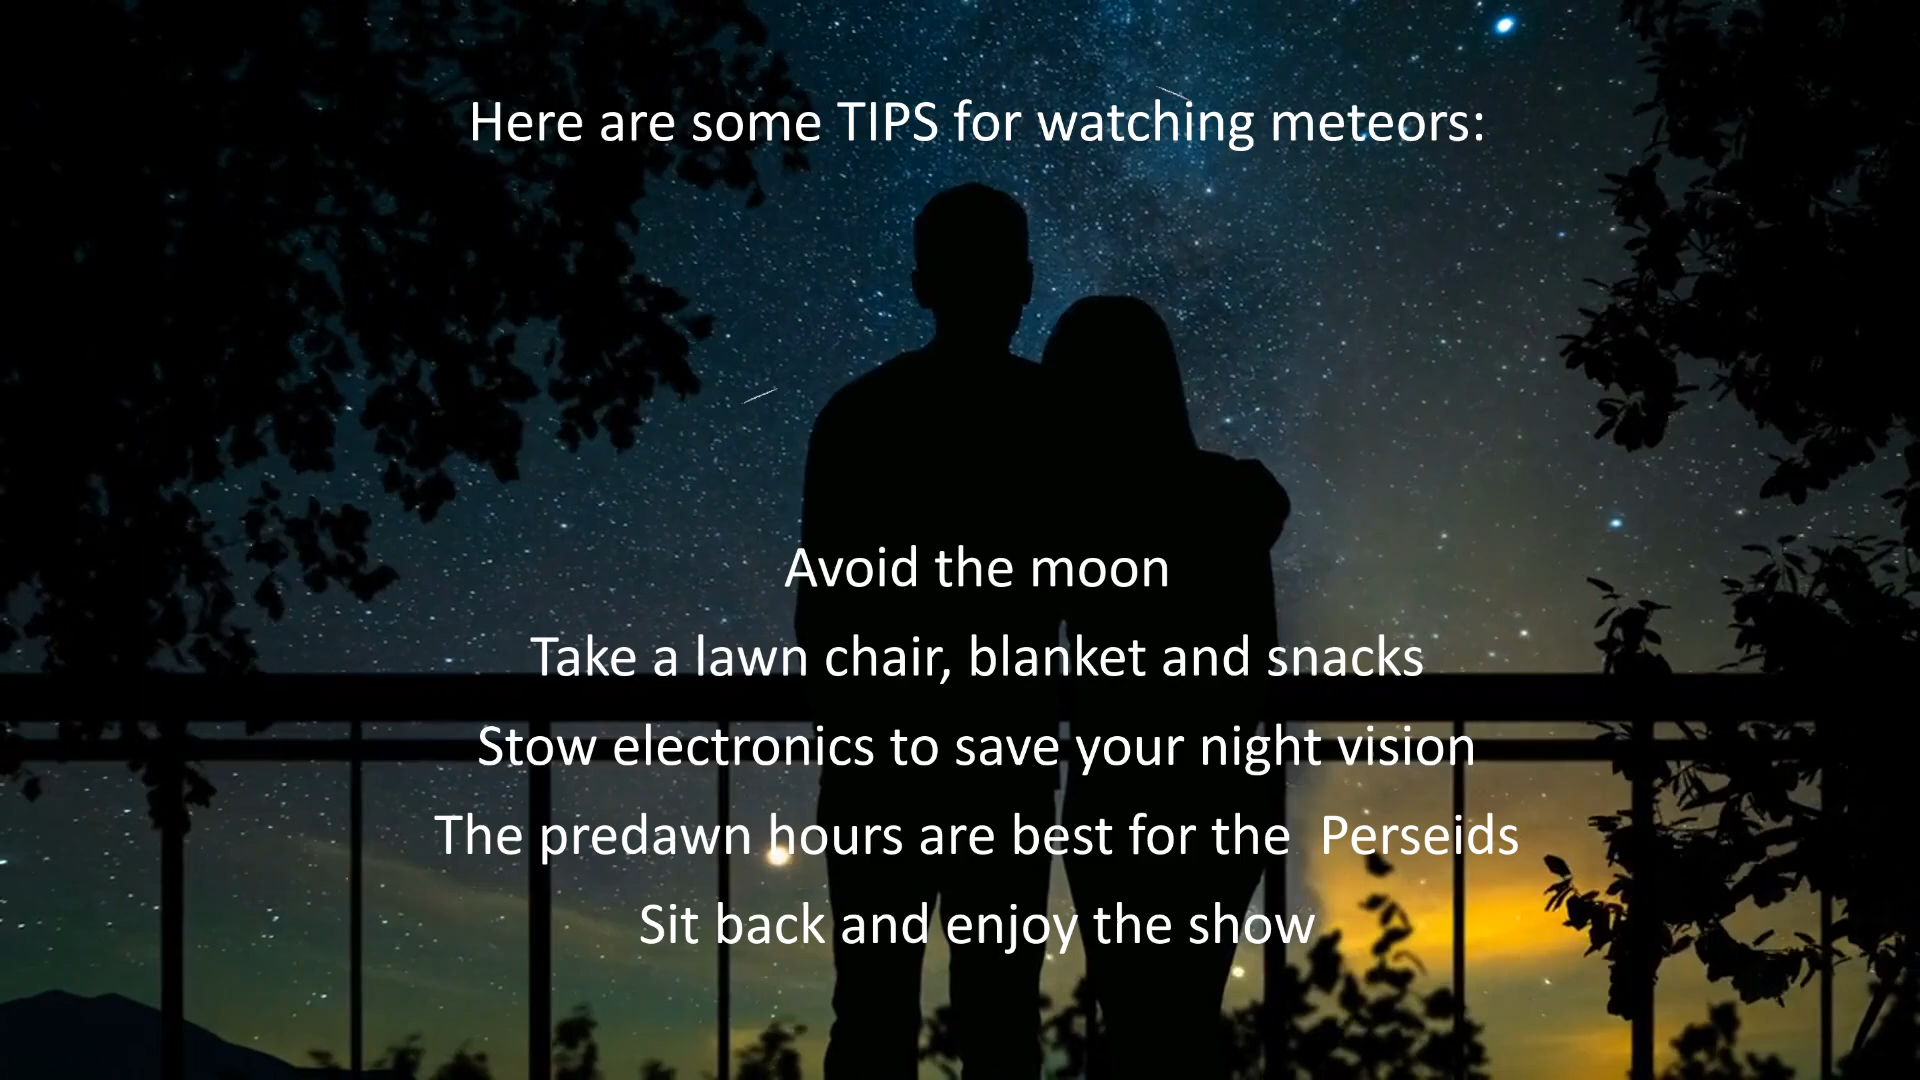 Here are some TIPS for watching meteors:
Avoid the moon
Take a lawn chair, blanket and snacks
Stow electronics to save your night vision
The predawn hours are best for the  Perseids
Sit back and enjoy the show